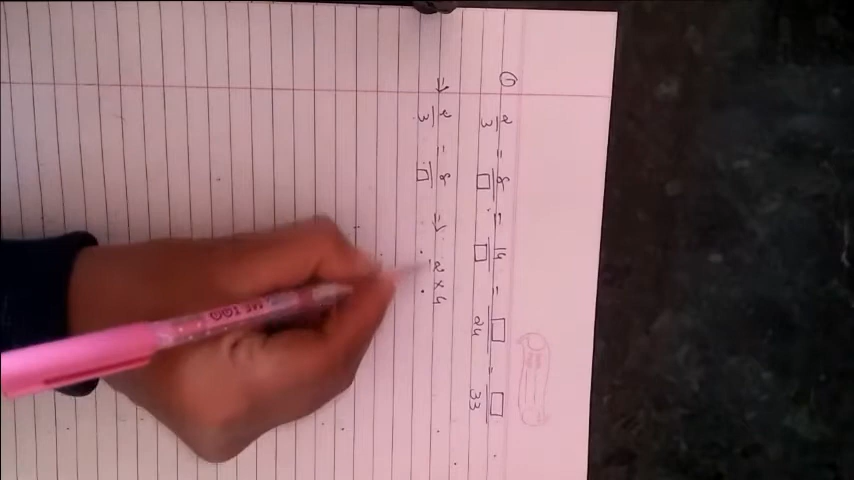 ① 2/3 = 8/□ = 14/□ = □/24 = □/33
⇒ 2/3 = 8/□ ⇒ 2×4